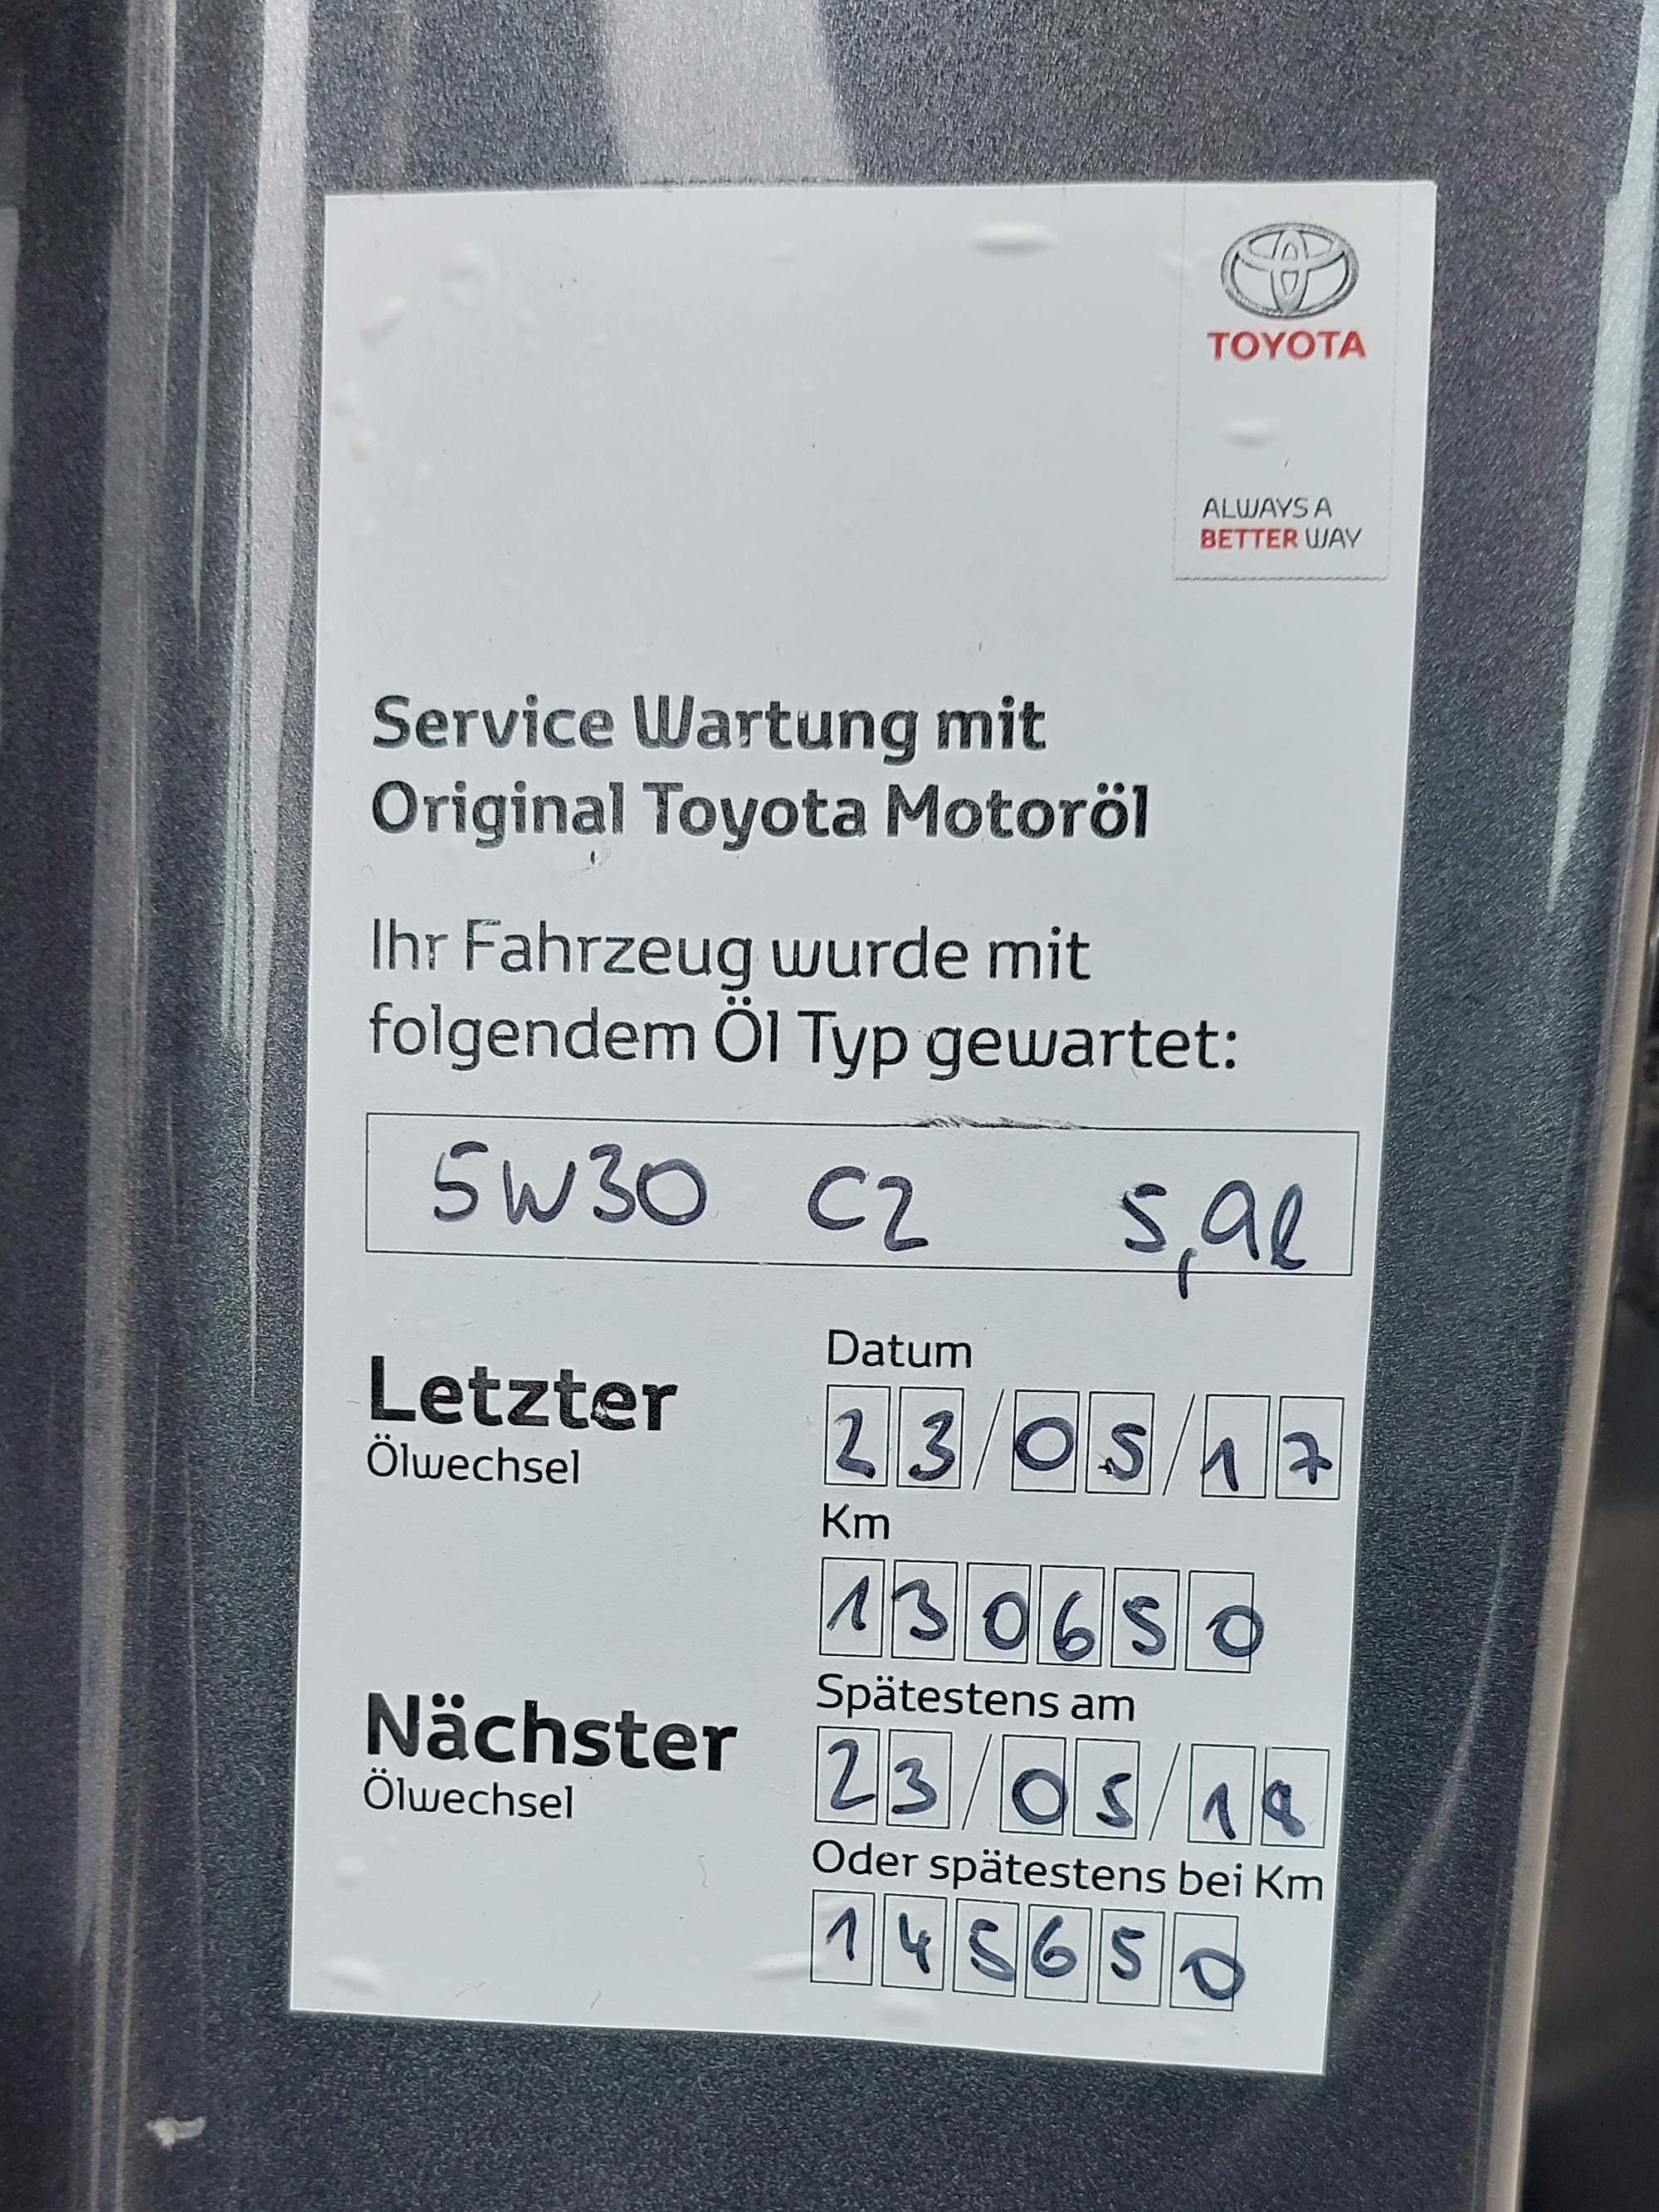 TOYOTA
ALWAYS A
BETTER WAY
Service Wartung mit
Original Toyota Motoröl
Ihr Fahrzeug wurde mit
folgendem Öl Typ gewartet:
5W30 C2 5,9l
Letzter
Ölwechsel
Datum
23/05/17
Km
130650
Nächster
Ölwechsel
Spätestens am
23/05/18
Oder spätestens bei Km
145650